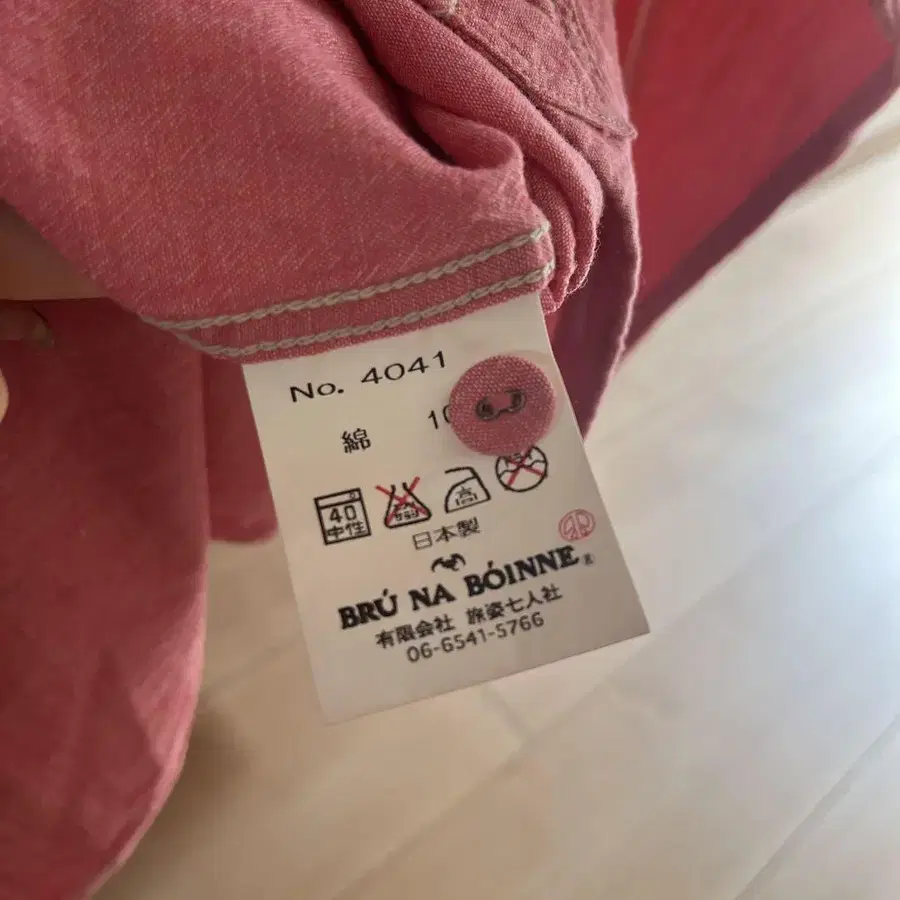 No. 4041
綿
40
中性
高
日本製
BRÚ NA BÓINNE ®
有限会社 旅姿七人社
06-6541-5766